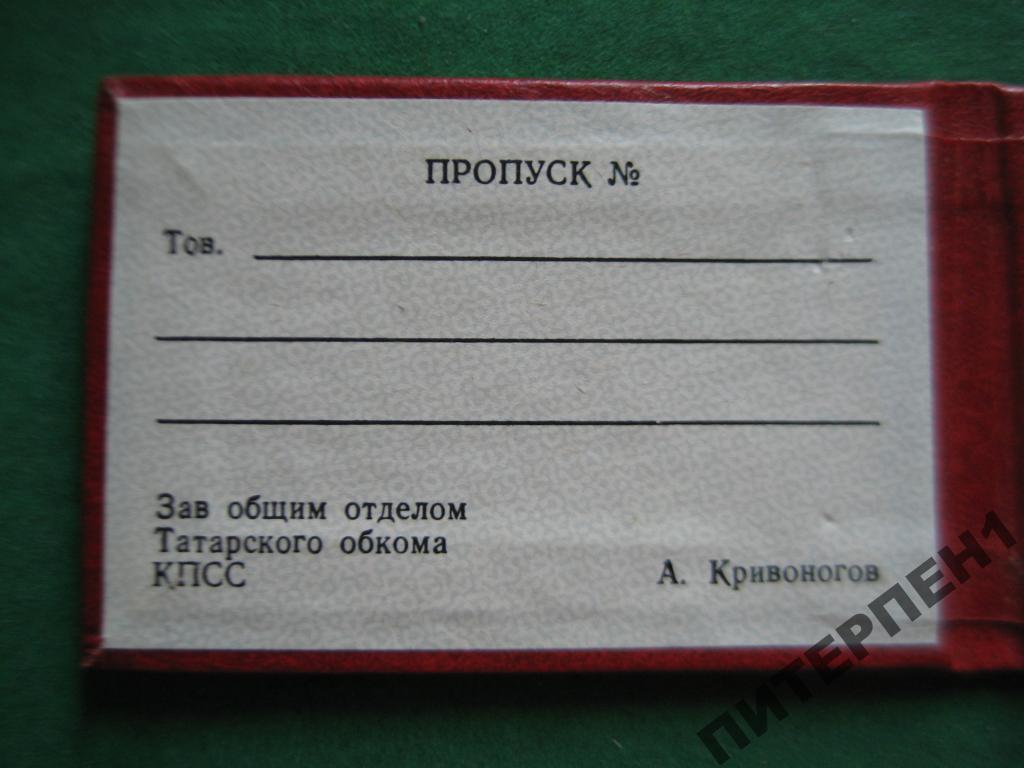 ПРОПУСК №
Тов.
Зав общим отделом
Татарского обкома
КПСС
А. Кривоногов
ПИТЕРПЕН1